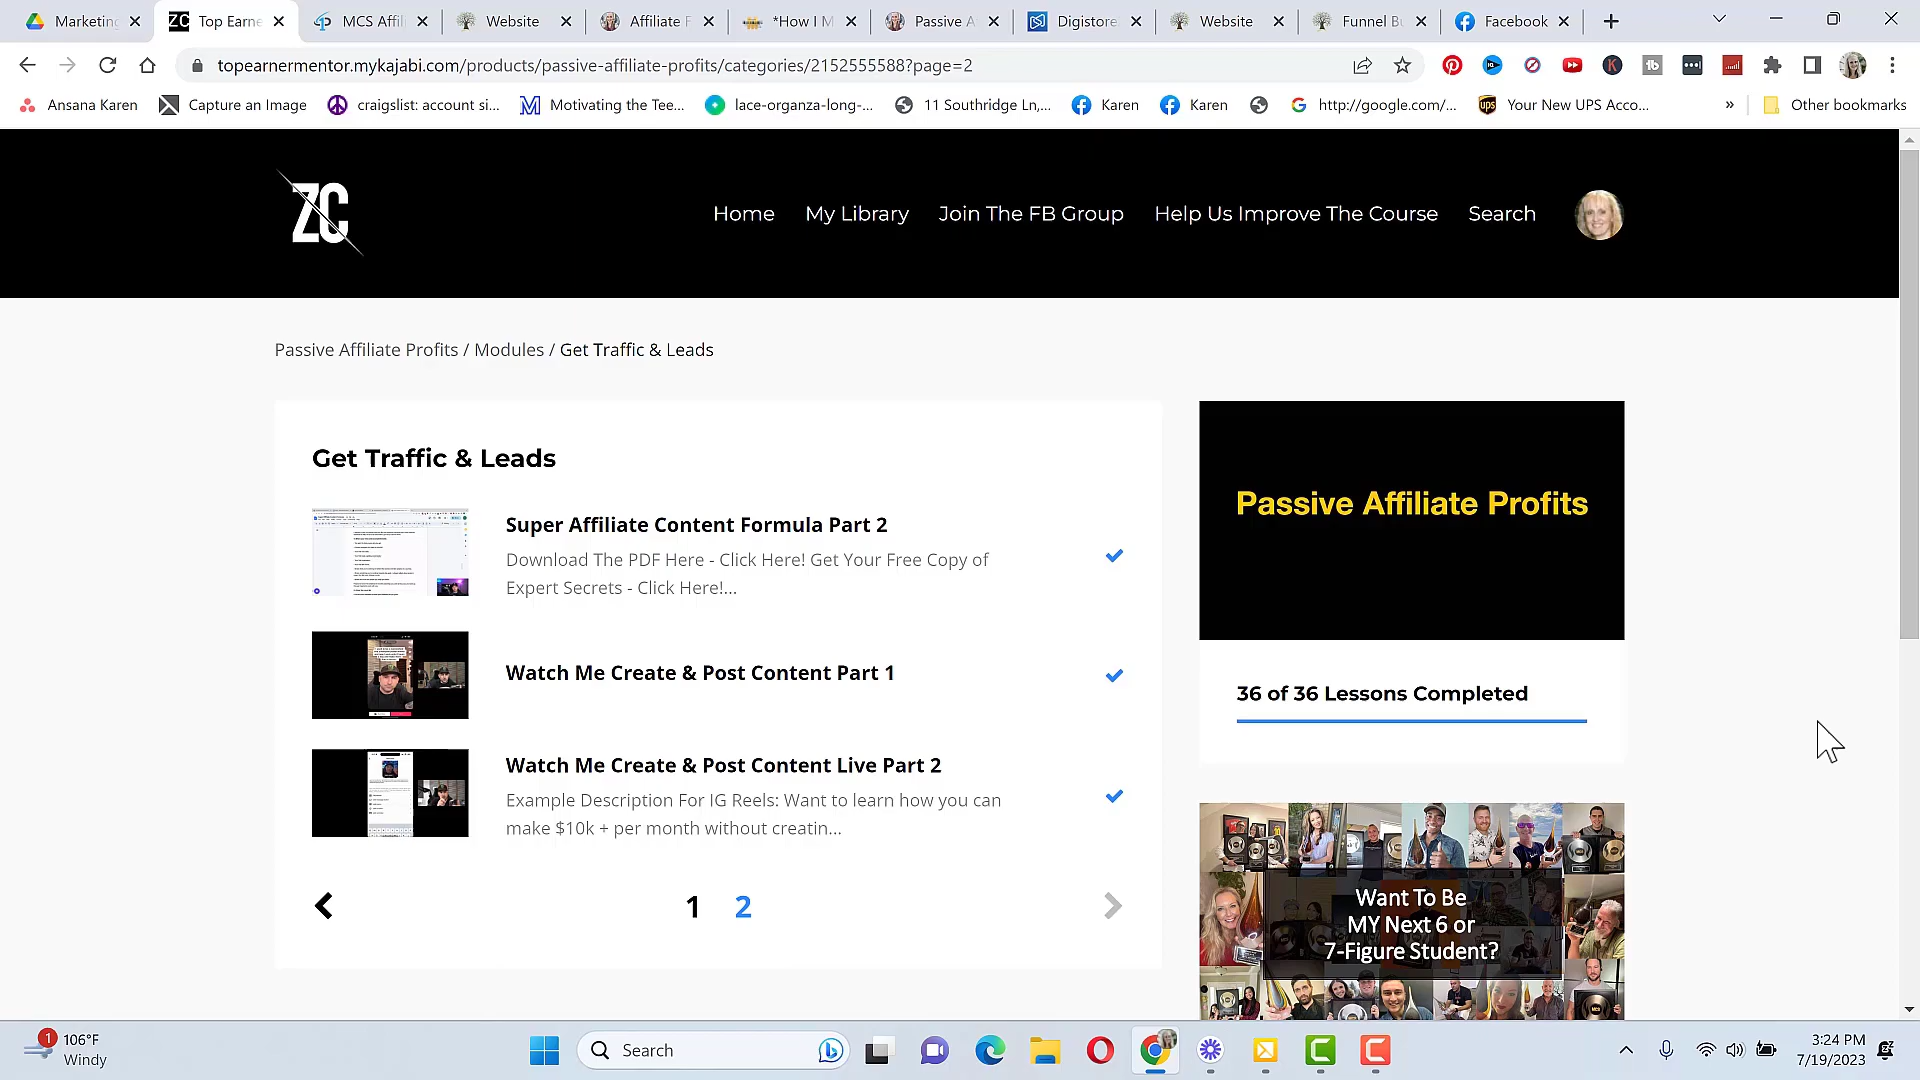 Marketing
Top Earne
MCS Affil
Website
Affiliate F
*How I M
Passive A
Digistore
Website
Funnel Bu
Facebook
topearnermentor.mykajabi.com/products/passive-affiliate-profits/categories/2152555588?page=2
Ansana Karen
Capture an Image
craigslist: account si...
Motivating the Tee...
lace-organza-long-...
11 Southridge Ln,...
Karen
Karen
http://google.com/...
Your New UPS Acco...
»
Other bookmarks
ZC
Home
My Library
Join The FB Group
Help Us Improve The Course
Search
Passive Affiliate Profits / Modules / Get Traffic & Leads
Get Traffic & Leads
Super Affiliate Content Formula Part 2
Download The PDF Here - Click Here! Get Your Free Copy of
Expert Secrets - Click Here!...
Watch Me Create & Post Content Part 1
Watch Me Create & Post Content Live Part 2
Example Description For IG Reels: Want to learn how you can
make $10k + per month without creatin...
1 2
Passive Affiliate Profits
36 of 36 Lessons Completed
Want To Be
MY Next 6 or
7-Figure Student?
1
106°F
Windy
Search
3:24 PM
7/19/2023